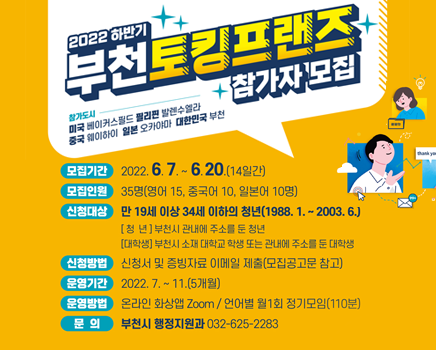 2022 하반기
부천토킹프랜즈
참가자 모집
참가도시
미국 베이커스필드 필리핀 발렌수엘라
중국 웨이하이 일본 오카야마 대한민국 부천
모집기간 2022. 6. 7. ~ 6. 20.(14일간)
모집인원 35명(영어 15, 중국어 10, 일본어 10명)
신청대상 만 19세 이상 34세 이하의 청년(1988. 1. ~ 2003. 6.)
[ 청 년 ] 부천시 관내에 주소를 둔 청년
[대학생] 부천시 소재 대학교 학생 또는 관내에 주소를 둔 대학생
신청방법 신청서 및 증빙자료 이메일 제출(모집공고문 참고)
운영기간 2022. 7. ~ 11.(5개월)
운영방법 온라인 화상앱 Zoom / 언어별 월1회 정기모임(110분)
문 의 부천시 행정지원과 032-625-2283
thank you